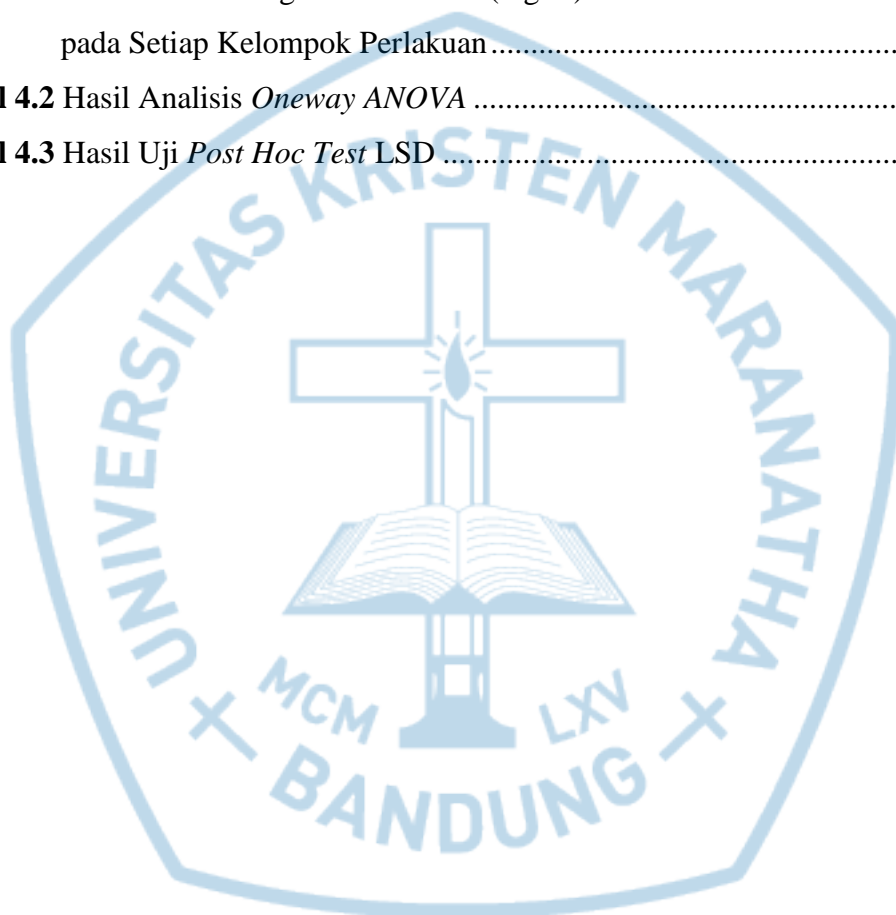 pada Setiap Kelompok Perlakuan
l 4.2 Hasil Analisis Oneway ANOVA
l 4.3 Hasil Uji Post Hoc Test LSD
UNIVERSITAS KRISTEN MARANATHA
MCM LXV
BANDUNG